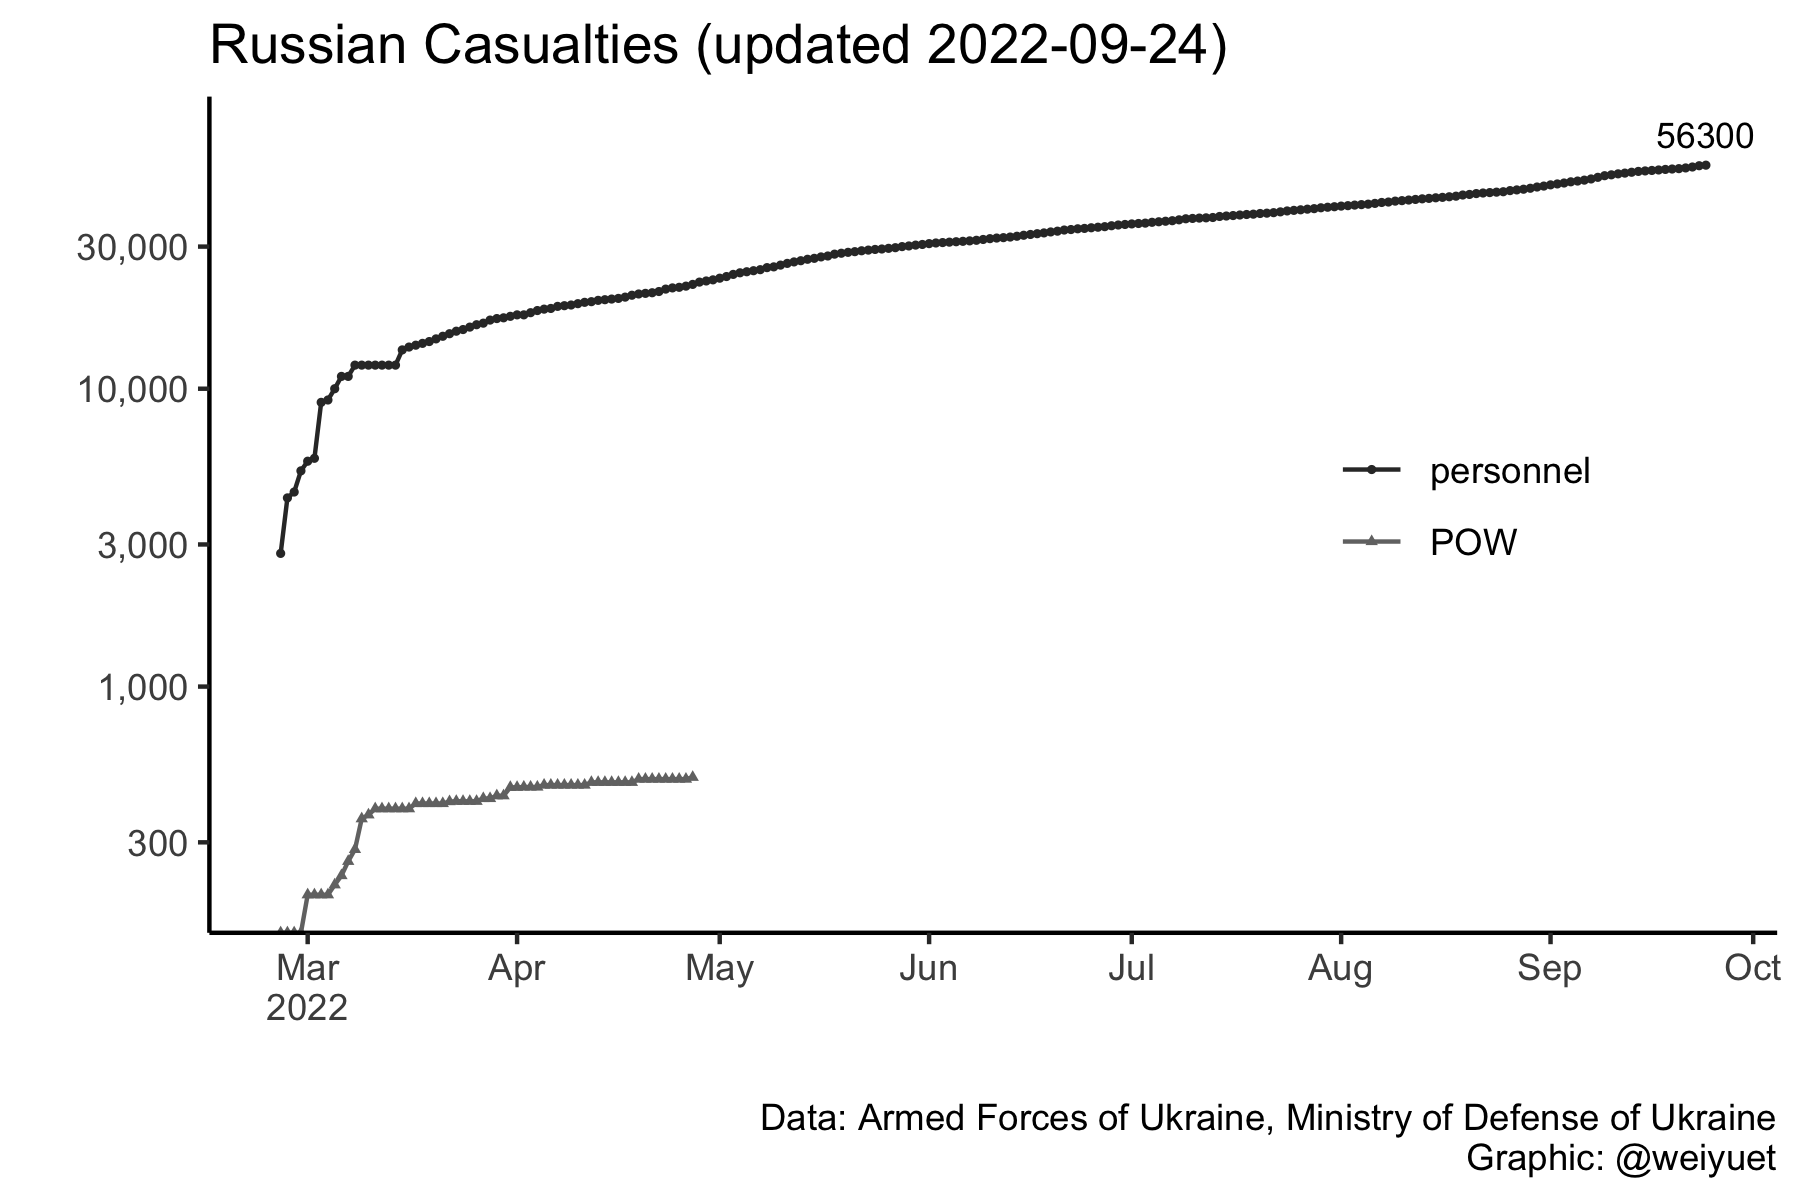 Russian Casualties (updated 2022-09-24)
56300
30,000
10,000
3,000
1,000
300
personnel
POW
Mar Apr May Jun Jul Aug Sep Oct
2022
Data: Armed Forces of Ukraine, Ministry of Defense of Ukraine
Graphic: @weiyuet